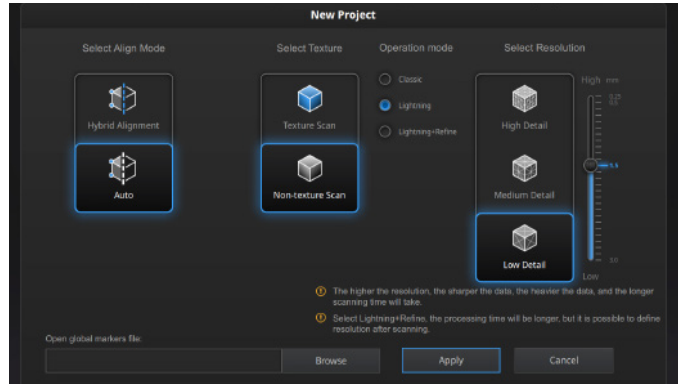 New Project
Select Align Mode
Select Texture
Operation mode
Select Resolution
Hybrid Alignment
Auto
Texture Scan
Non-texture Scan
Classic
Lightning
Lightning+Refine
High Detail
Medium Detail
Low Detail
High mm
3.0
Low
The higher the resolution, the sharper the data, the heavier the data, and the longer
scanning time will take.
Select Lightning+Refine, the processing time will be longer, but it is possible to define
resolution after scanning.
Open global markers file:
Browse
Apply
Cancel